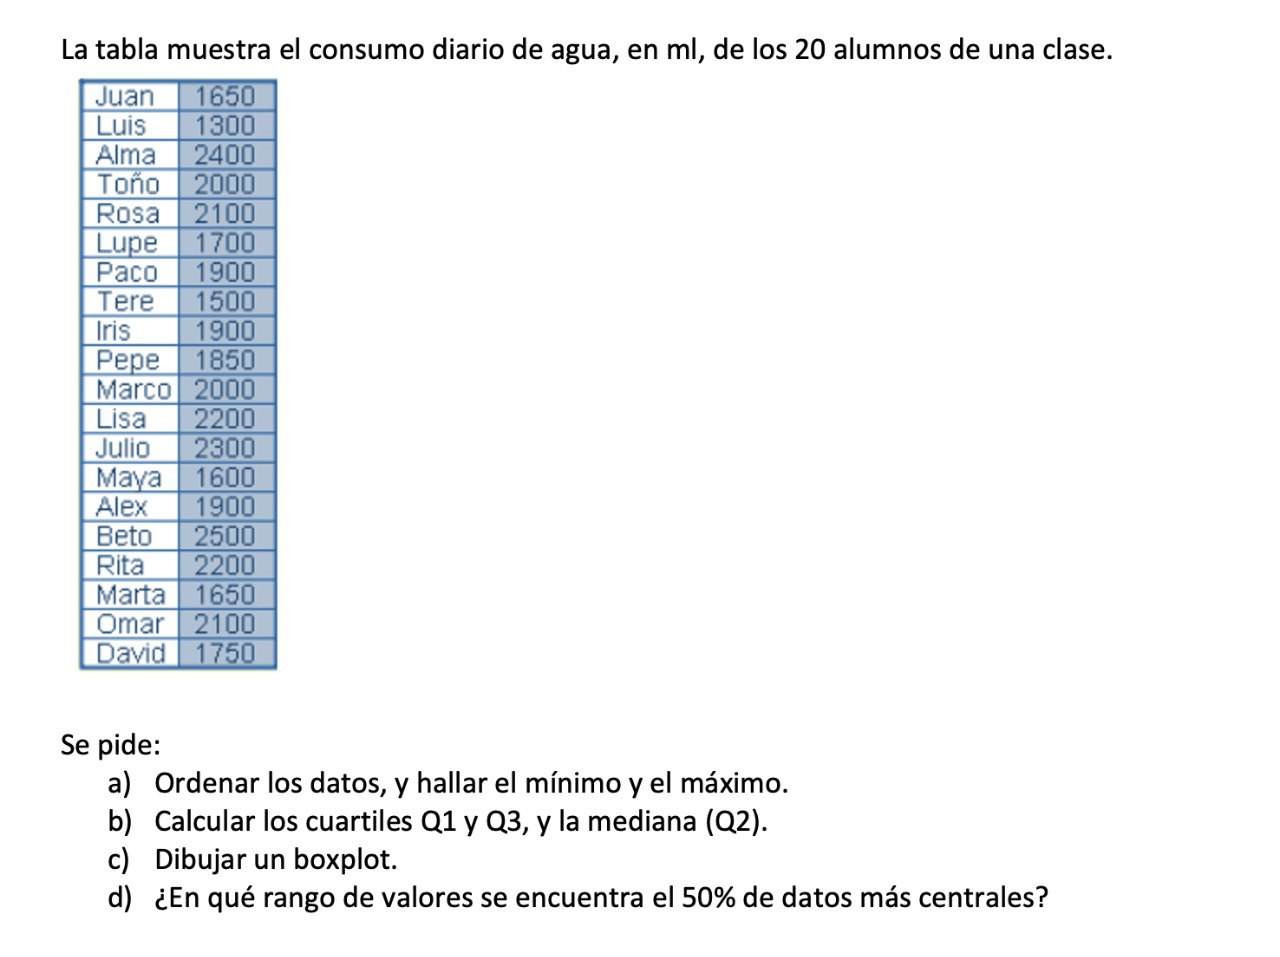 La tabla muestra el consumo diario de agua, en ml, de los 20 alumnos de una clase.
Juan 1650
Luis 1300
Alma 2400
Toño 2000
Rosa 2100
Lupe 1700
Paco 1900
Tere 1500
Iris 1900
Pepe 1850
Marco 2000
Lisa 2200
Julio 2300
Maya 1600
Alex 1900
Beto 2500
Rita 2200
Marta 1650
Omar 2100
David 1750
Se pide:
a) Ordenar los datos, y hallar el mínimo y el máximo.
b) Calcular los cuartiles Q1 y Q3, y la mediana (Q2).
c) Dibujar un boxplot.
d) ¿En qué rango de valores se encuentra el 50% de datos más centrales?